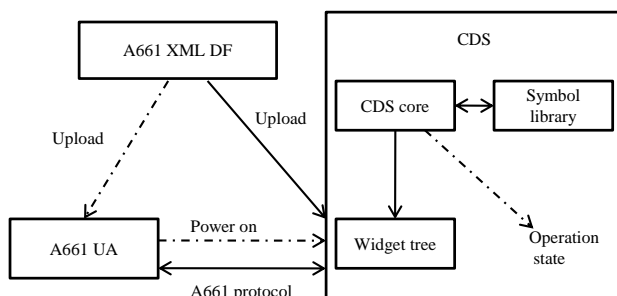 CDS
A661 XML DF
CDS core
Symbol
library
Upload
Upload
Power on
A661 UA
Widget tree
Operation
state
A661 protocol